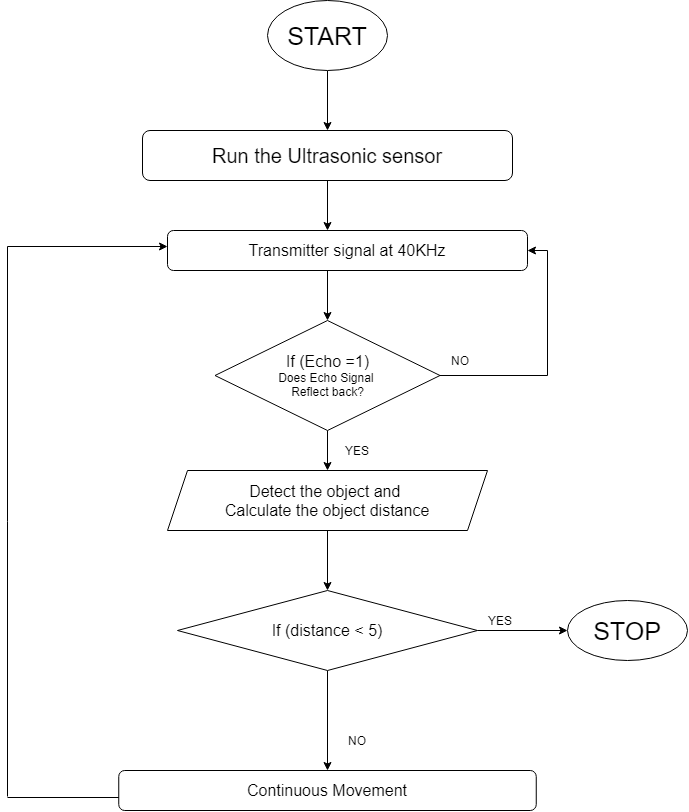 START
Run the Ultrasonic sensor
Transmitter signal at 40KHz
If (Echo =1)
Does Echo Signal
Reflect back?
NO
YES
Detect the object and
Calculate the object distance
If (distance < 5)
YES
STOP
NO
Continuous Movement